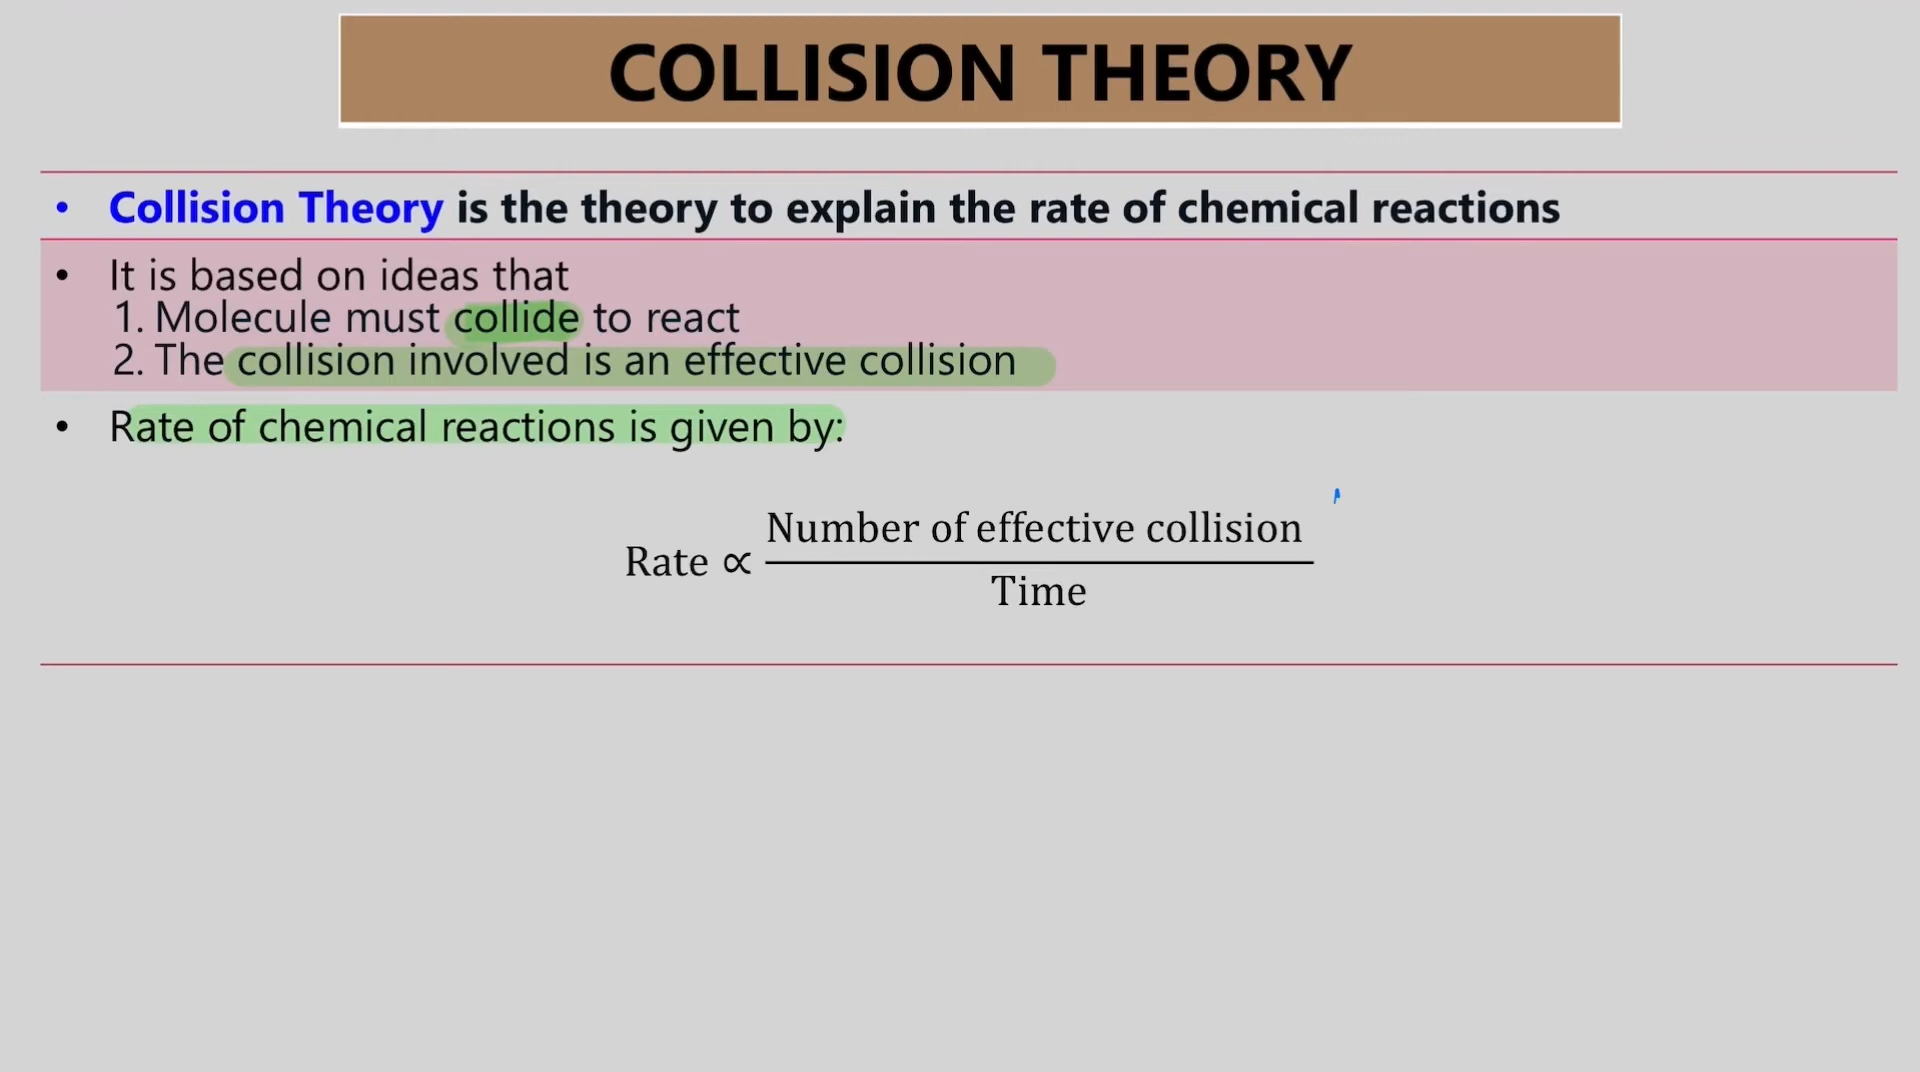 COLLISION THEORY
• Collision Theory is the theory to explain the rate of chemical reactions
• It is based on ideas that
1. Molecule must collide to react
2. The collision involved is an effective collision
• Rate of chemical reactions is given by:
Number of effective collision
Rate ∝
Time